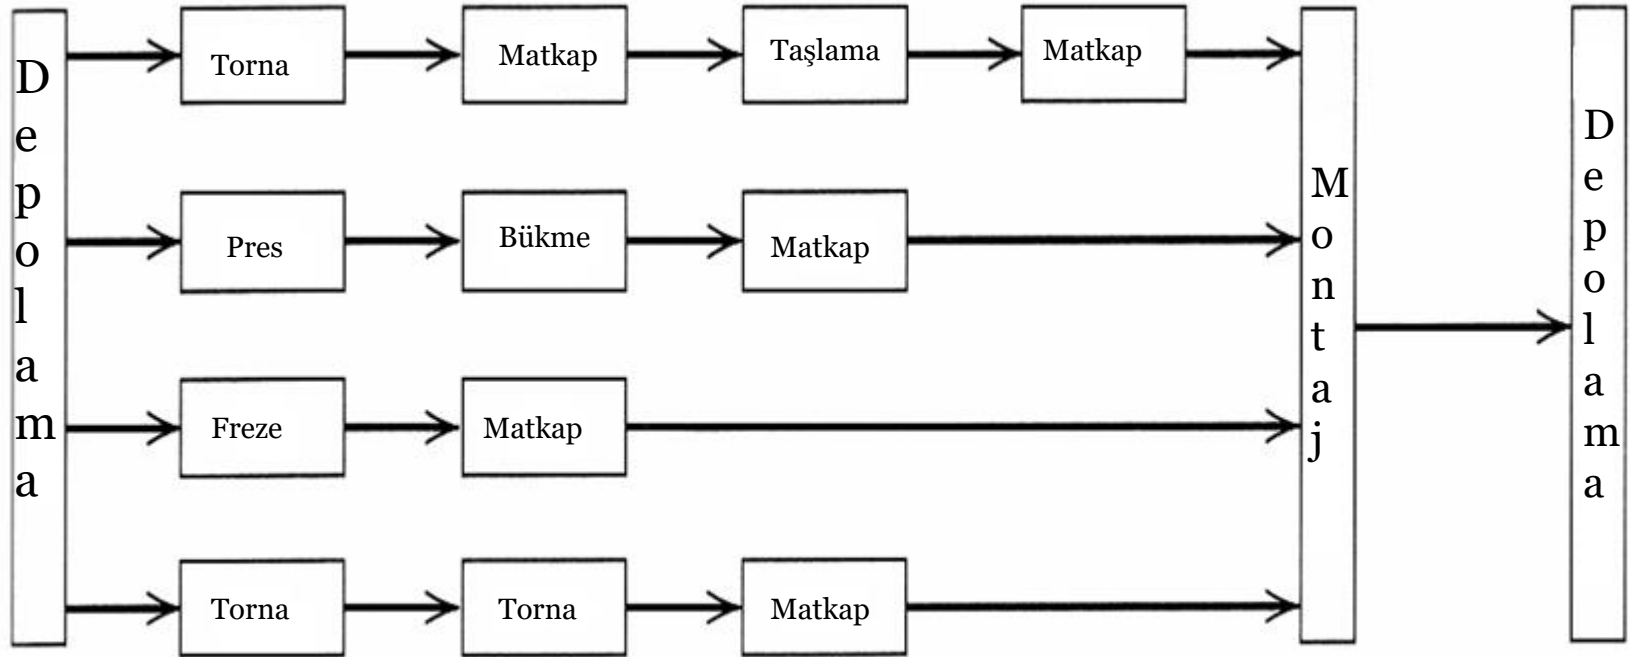 Depolama
Torna
Matkap
Taşlama
Matkap
Pres
Bükme
Matkap
Freze
Matkap
Torna
Torna
Matkap
Montaj
Depolama